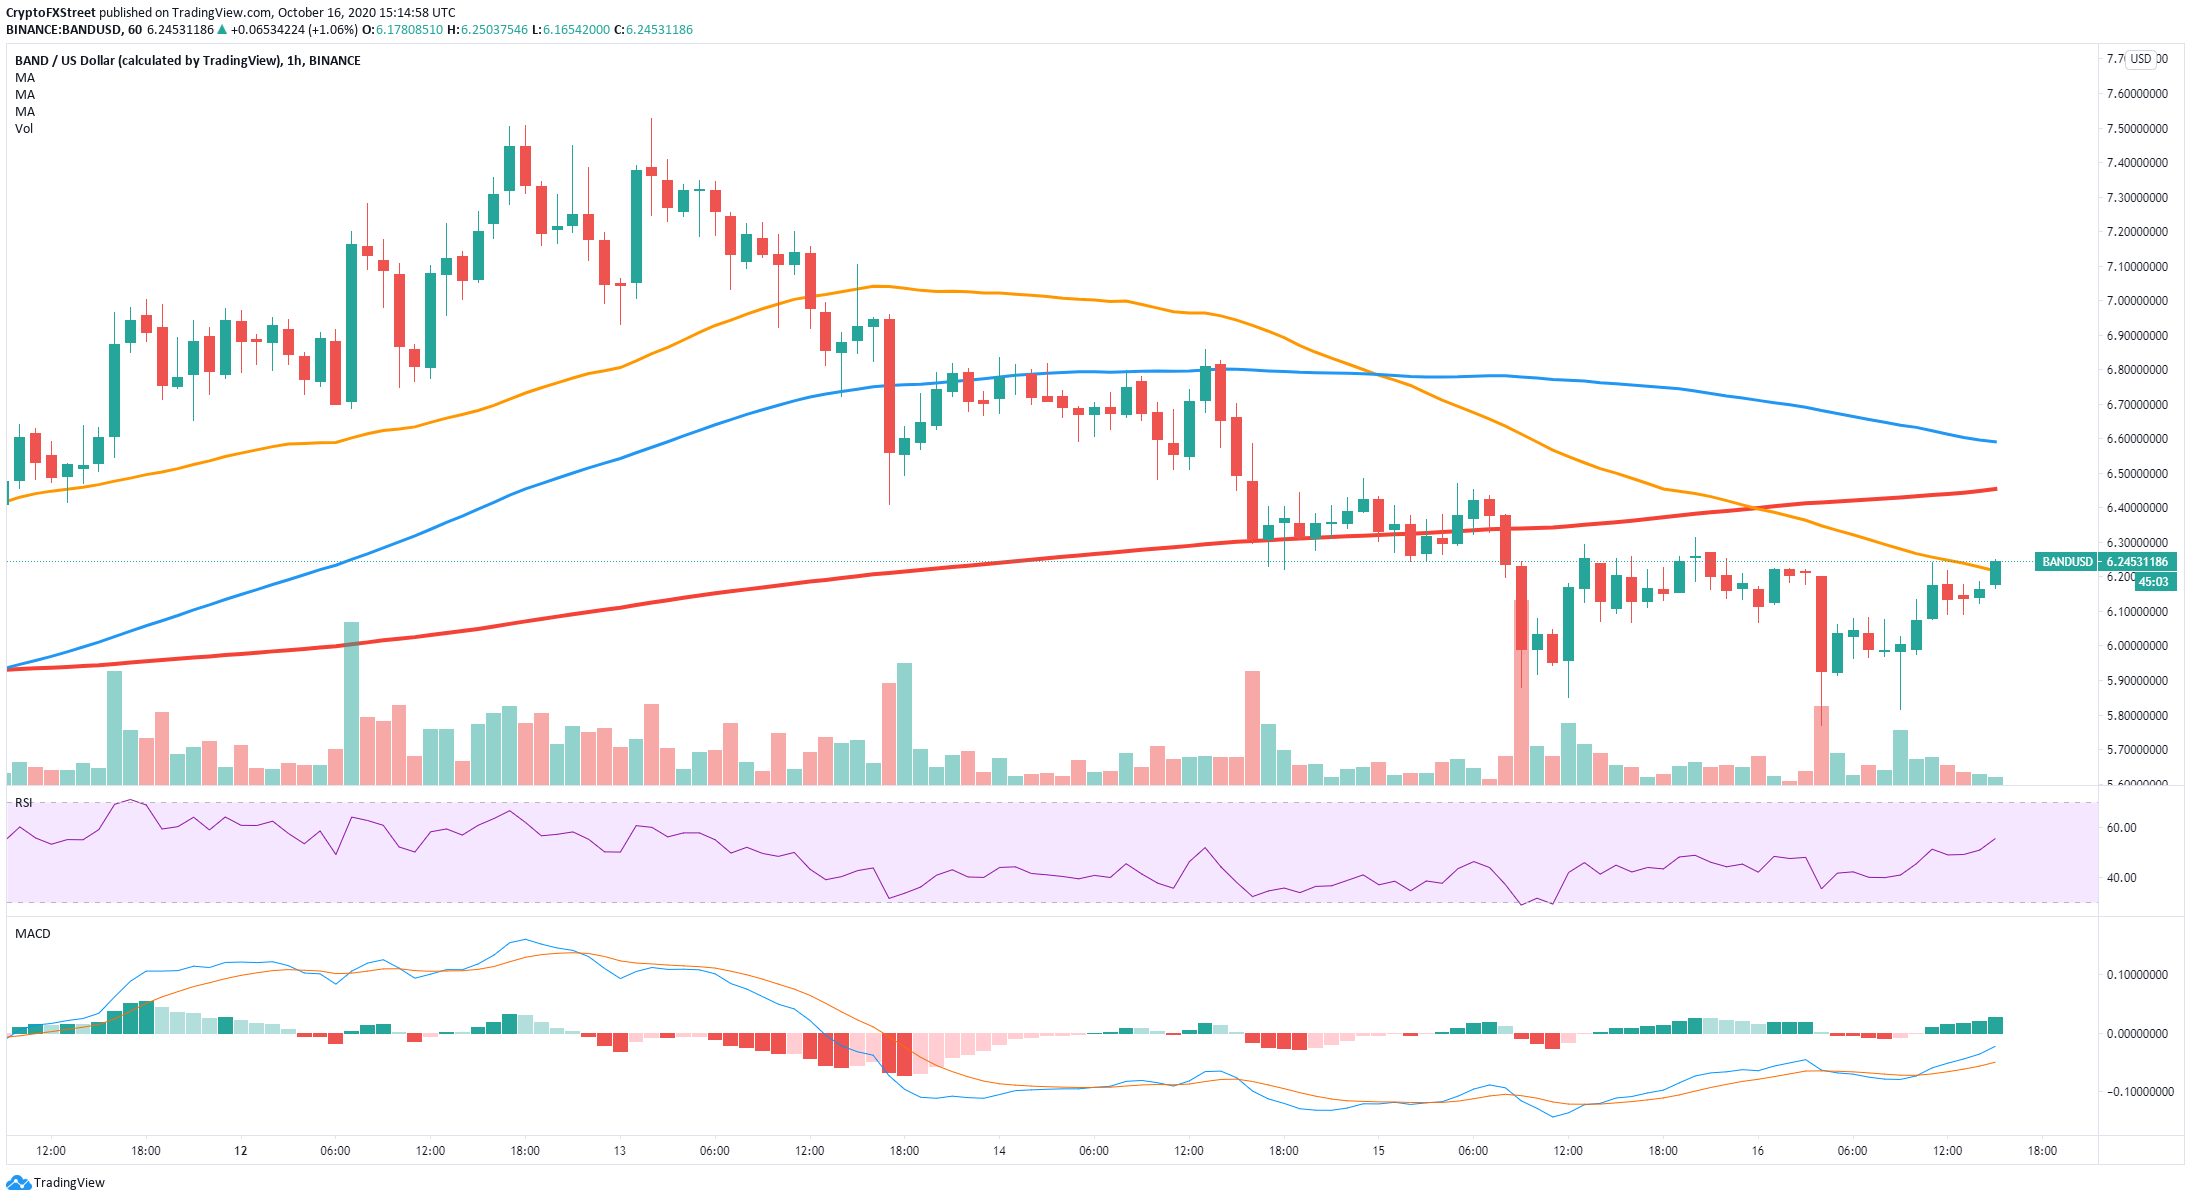 CryptoFXStreet published on TradingView.com, October 16, 2020 15:14:58 UTC
BINANCE:BANDUSD, 60 6.24531186 ▲ +0.06534224 (+1.06%) O:6.17808510 H:6.25037546 L:6.16542000 C:6.24531186
BAND / US Dollar (calculated by TradingView), 1h, BINANCE
MA
MA
MA
Vol
USD
7.60000000
7.50000000
7.40000000
7.30000000
7.20000000
7.10000000
7.00000000
6.90000000
6.80000000
6.70000000
6.60000000
6.50000000
6.40000000
6.30000000
BANDUSD 6.24531186
45:03
6.10000000
6.00000000
5.90000000
5.80000000
5.70000000
5.60000000
RSI
60.00
40.00
MACD
0.10000000
0.00000000
−0.10000000
12:00 18:00 12 06:00 12:00 18:00 13 06:00 12:00 18:00 14 06:00 12:00 18:00 15 06:00 12:00 18:00 16 06:00 12:00 18:00
TradingView